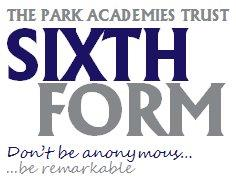 THE PARK ACADEMIES TRUST
SIXTH
FORM
Don't be anonymous...
...be remarkable